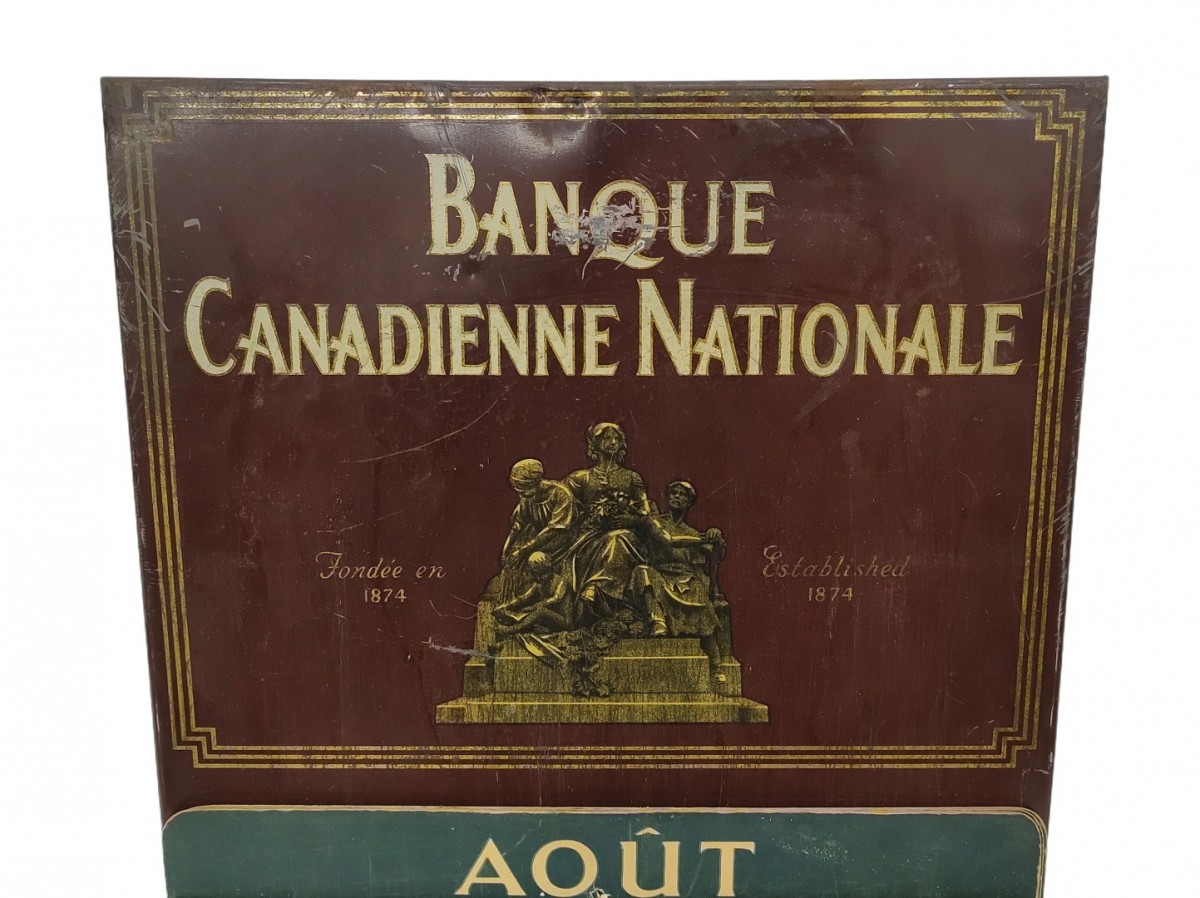 BANQUE
CANADIENNE NATIONALE
Fondée en
1874
Established
1874
AOÛT